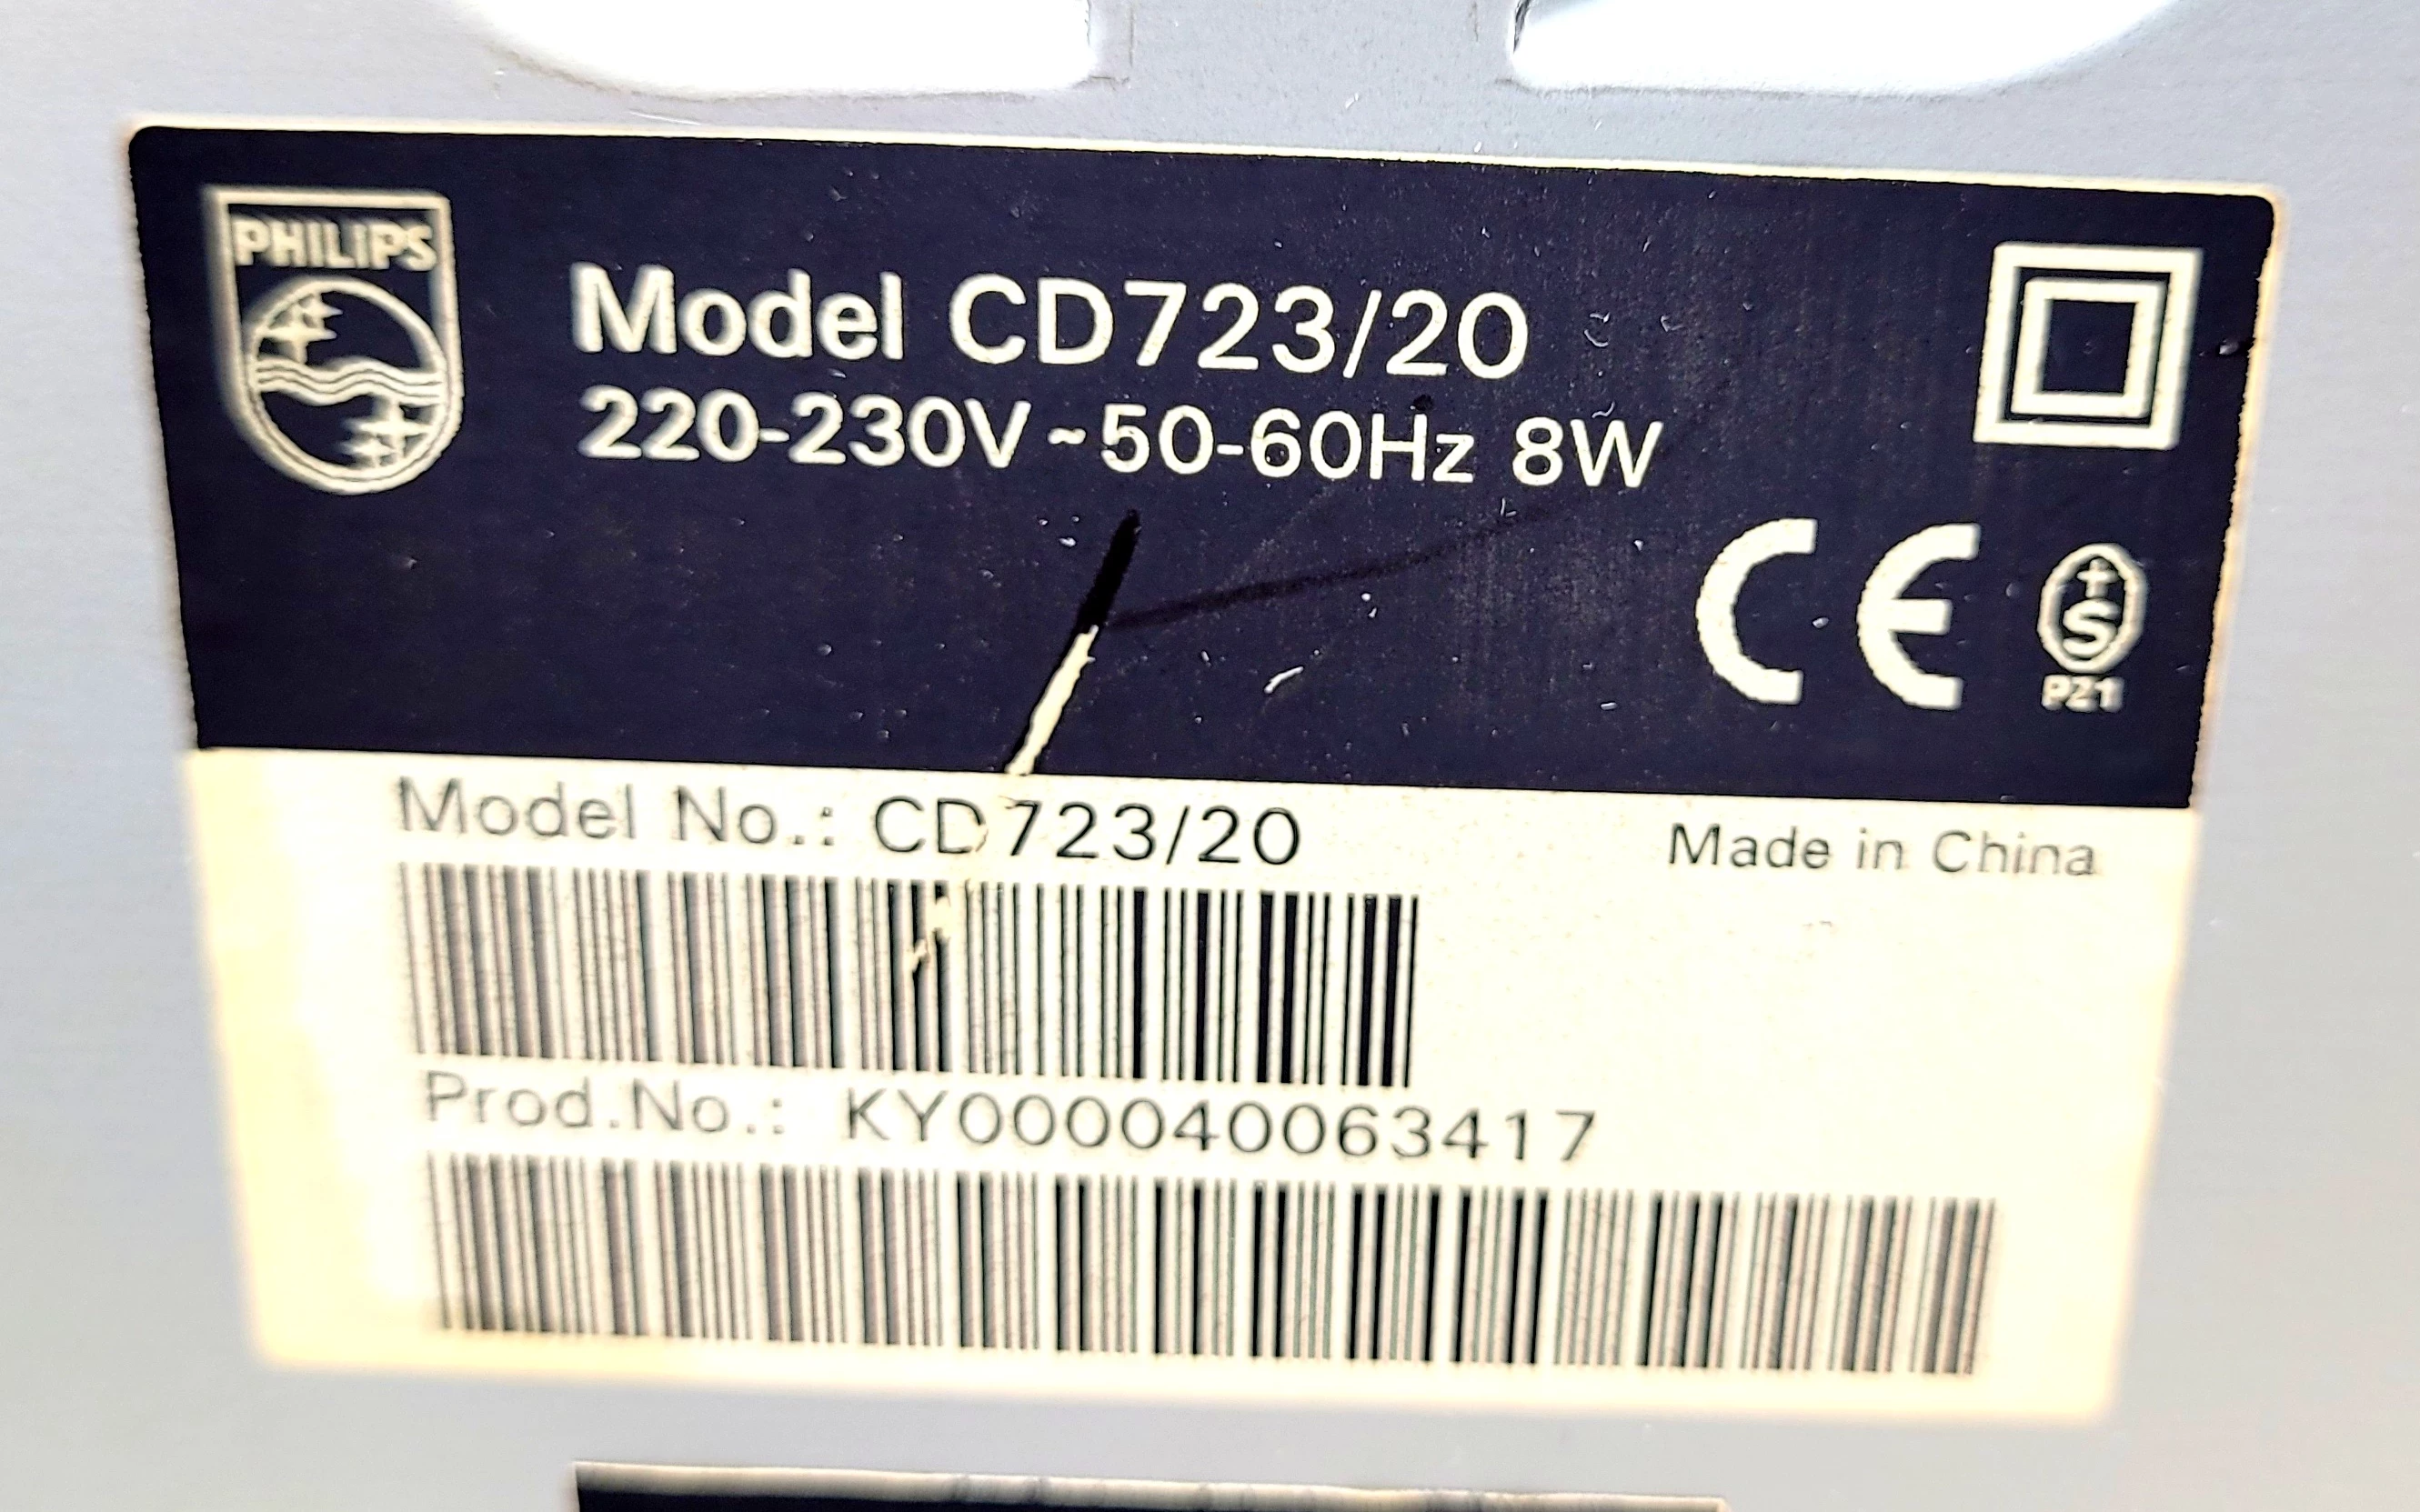 PHILIPS
Model CD723/20
220-230V~50-60Hz 8W
CE
S
PZ1
Model No.: CD723/20
Made in China
Prod.No.: KY000040063417